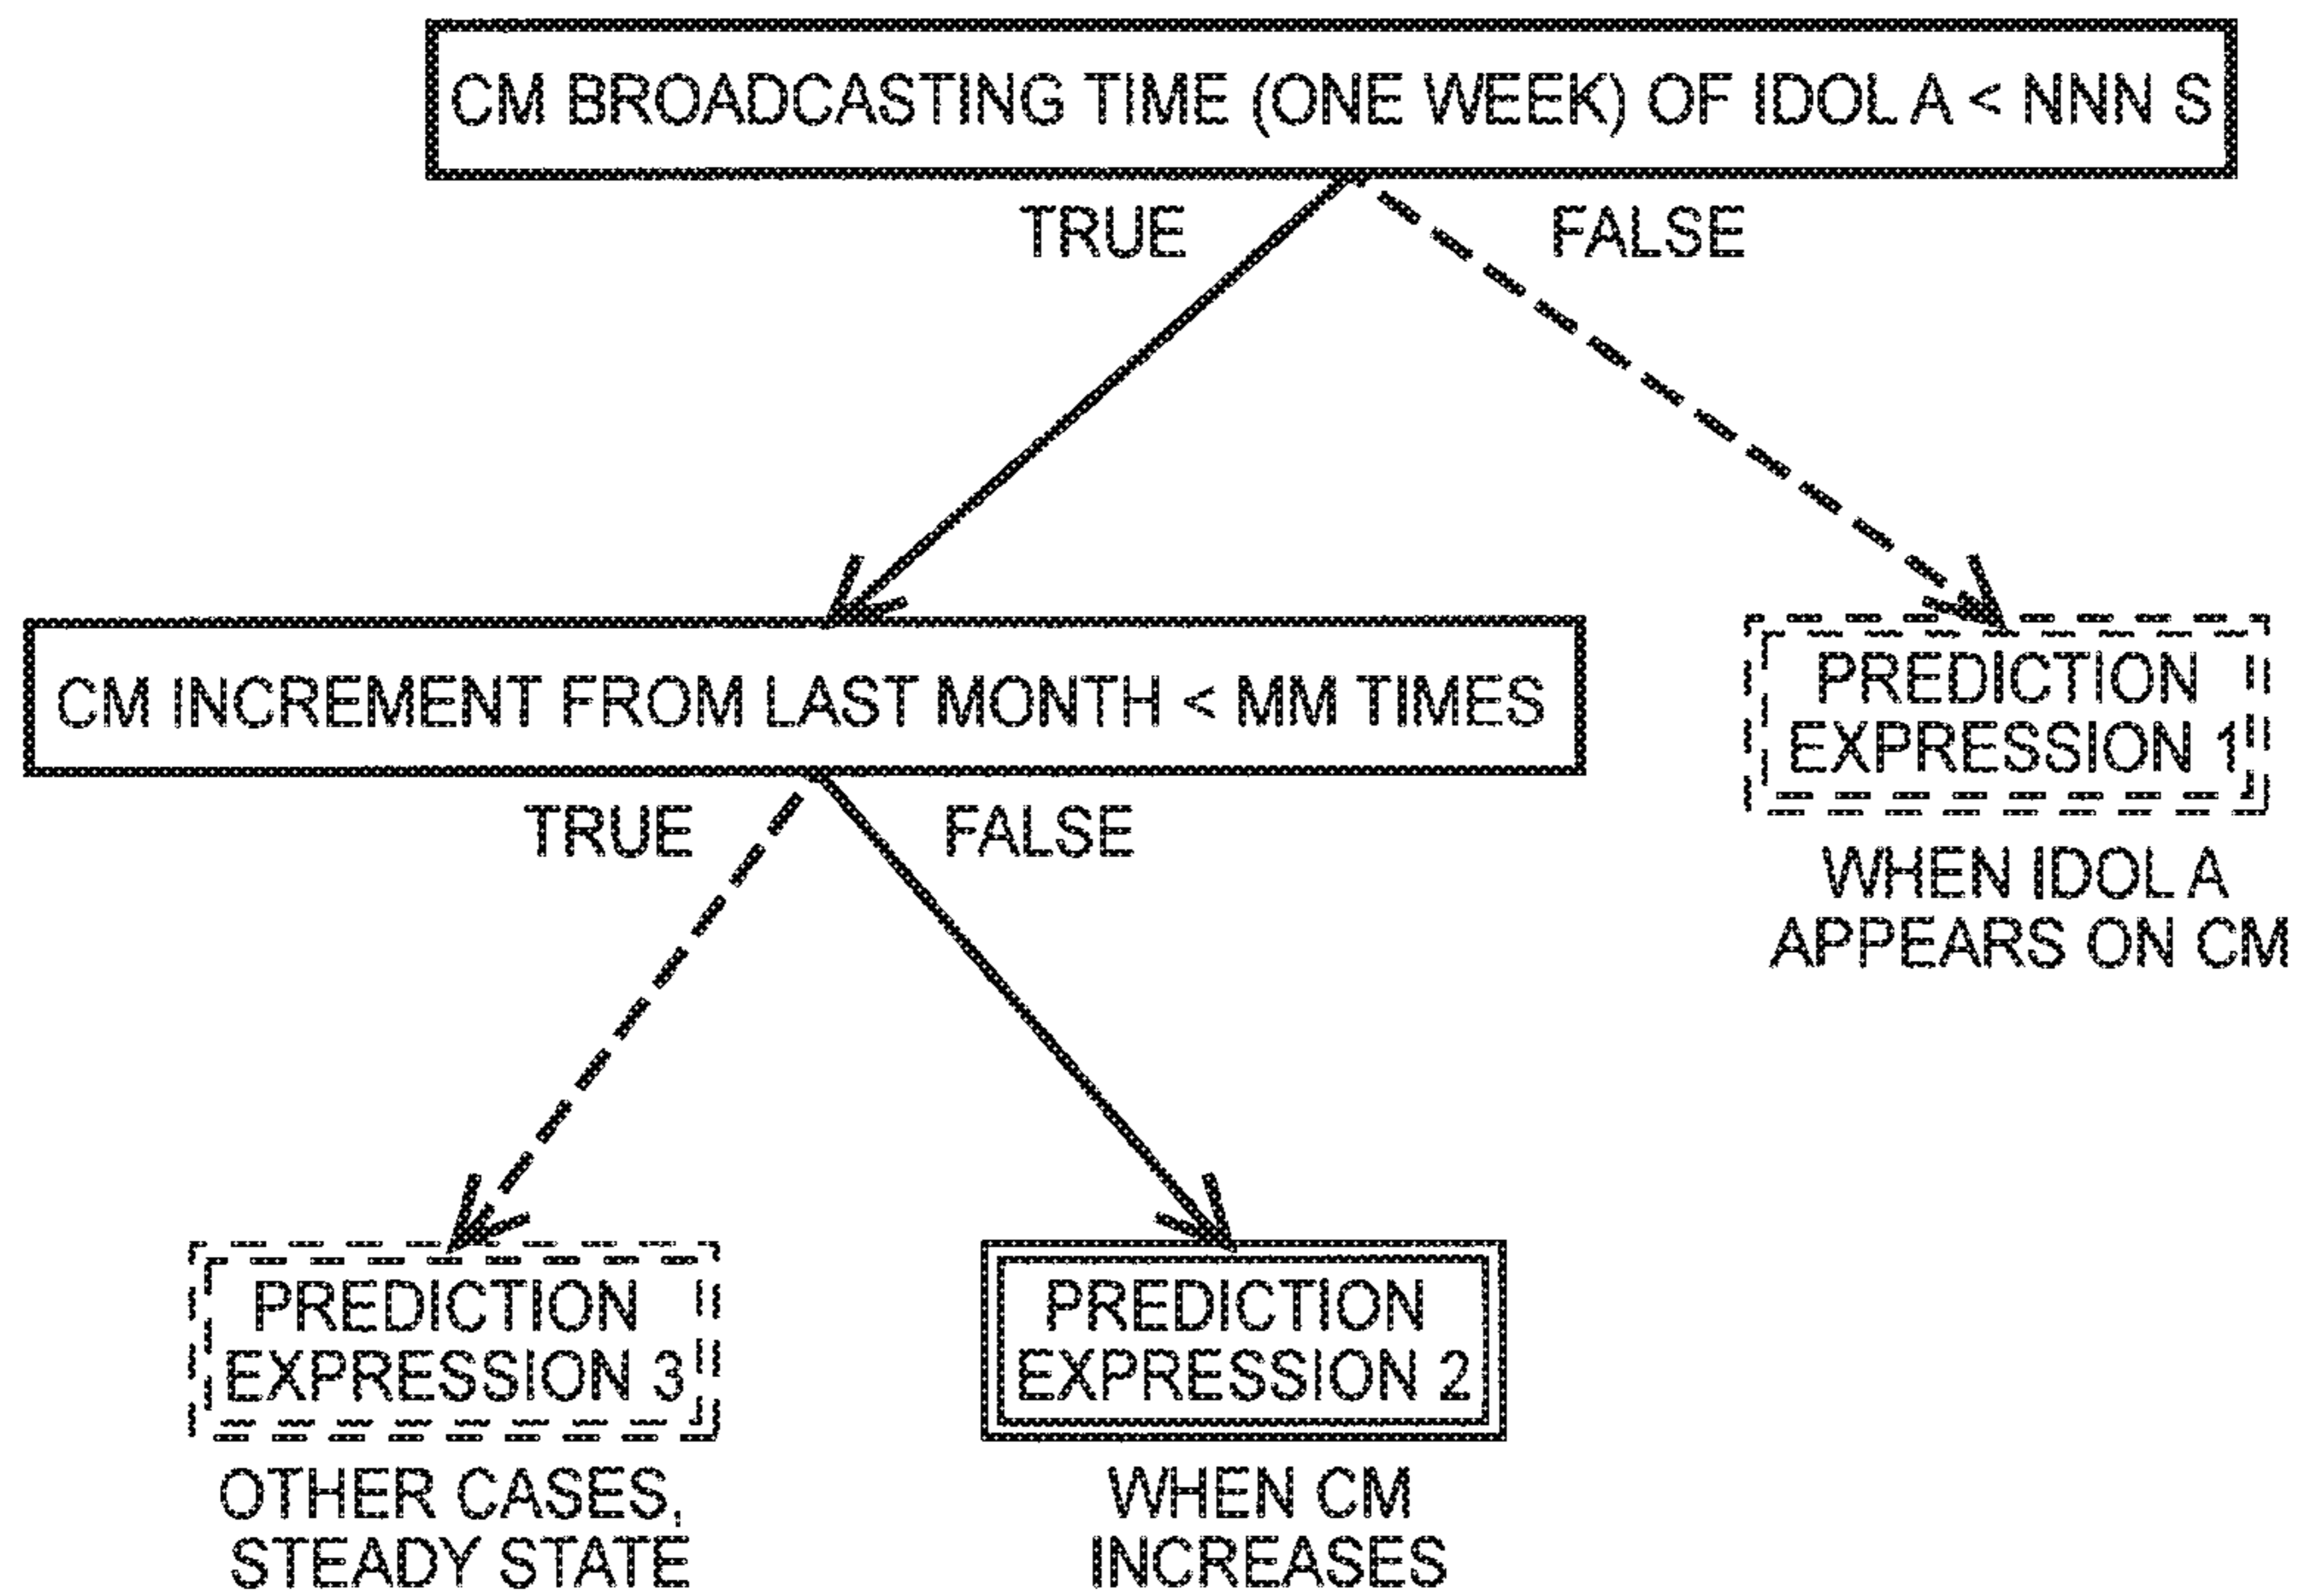 CM BROADCASTING TIME (ONE WEEK) OF IDOL A < NNN S
TRUE
FALSE
CM INCREMENT FROM LAST MONTH < MM TIMES
PREDICTION
EXPRESSION 1
WHEN IDOL A
APPEARS ON CM
TRUE
FALSE
PREDICTION
EXPRESSION 3
OTHER CASES,
STEADY STATE
PREDICTION
EXPRESSION 2
WHEN CM
INCREASES